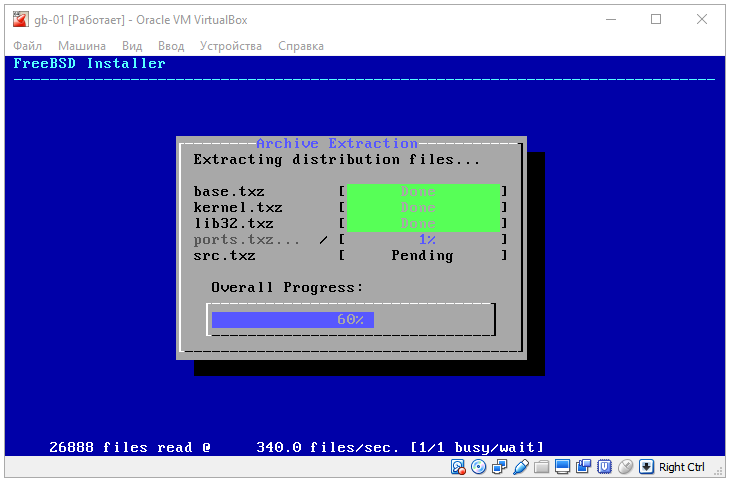 gb-01 [Работает] - Oracle VM VirtualBox
Файл Машина Вид Ввод Устройства Справка
FreeBSD Installer
Archive Extraction
Extracting distribution files...
base.txz [ Done ]
kernel.txz [ Done ]
lib32.txz [ Done ]
ports.txz... / [ 1% ]
src.txz [ Pending ]
Overall Progress:
60%
26888 files read @ 340.0 files/sec. [1/1 busy/wait]
Right Ctrl